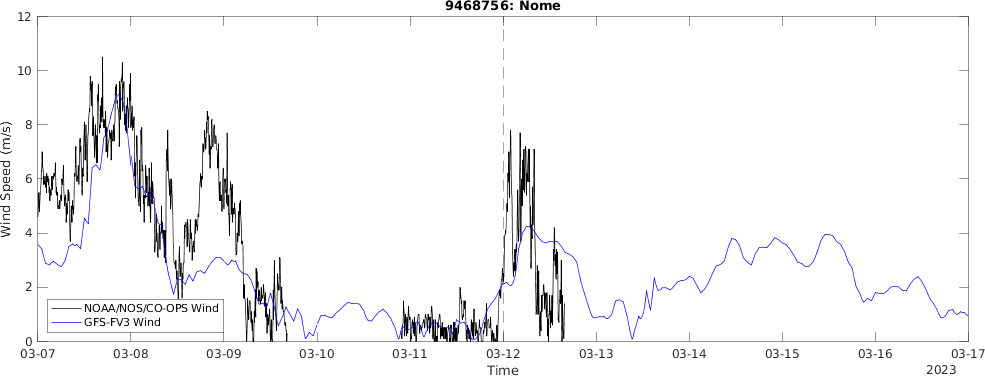 9468756: Nome
12
10
8
6
4
2
0
Wind Speed (m/s)
NOAA/NOS/CO-OPS Wind
GFS-FV3 Wind
03-07 03-08 03-09 03-10 03-11 03-12 03-13 03-14 03-15 03-16 03-17
Time
2023